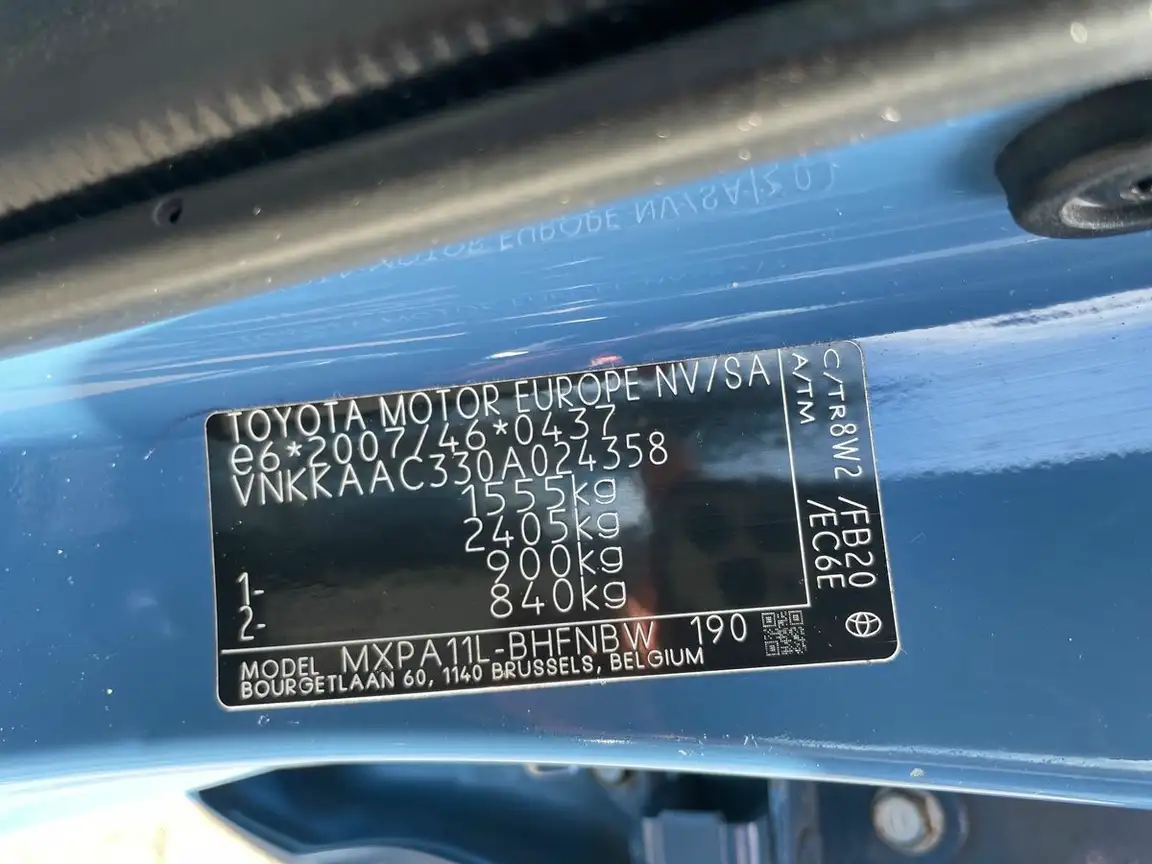 TOYOTA MOTOR EUROPE NV/SA
e6*2007/46*0437
VNKKAAC330A024358
1555kg
2405kg
1- 900kg
2- 840kg
MODEL MXPA11L-BHFNBW 190
BOURGETLAAN 60, 1140 BRUSSELS, BELGIUM
C/TR8W2 /FB20
A/TM /EC6E